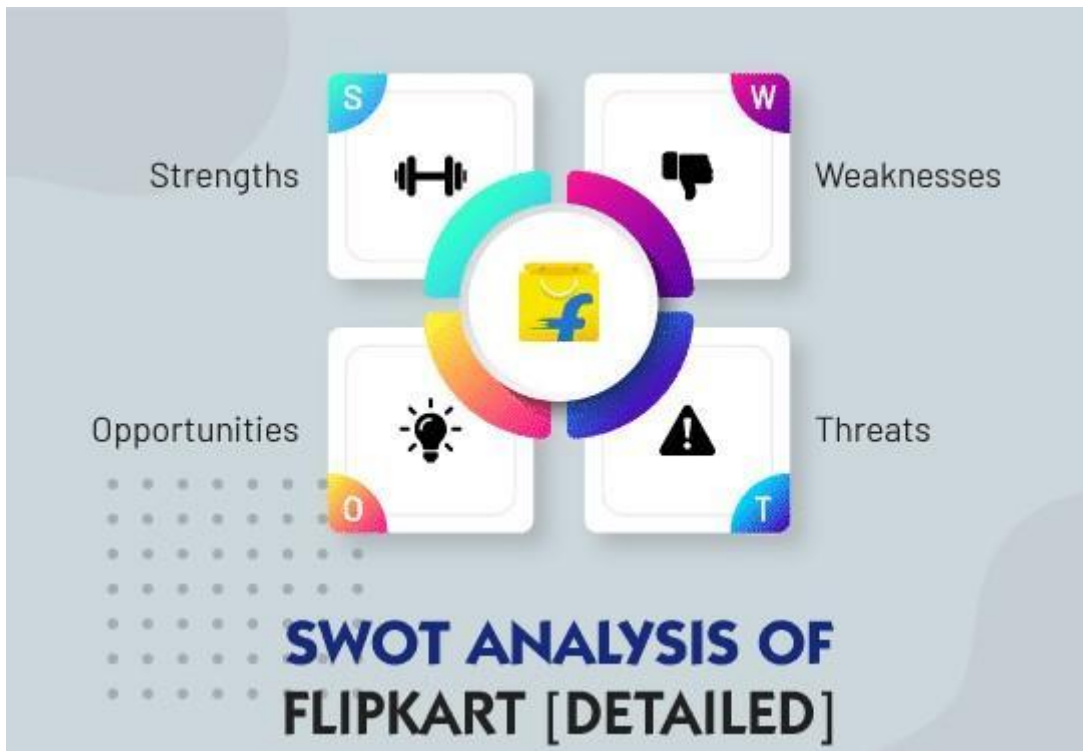 S
W
Strengths
Weaknesses
f
Opportunities
Threats
O
T
SWOT ANALYSIS OF
FLIPKART [DETAILED]